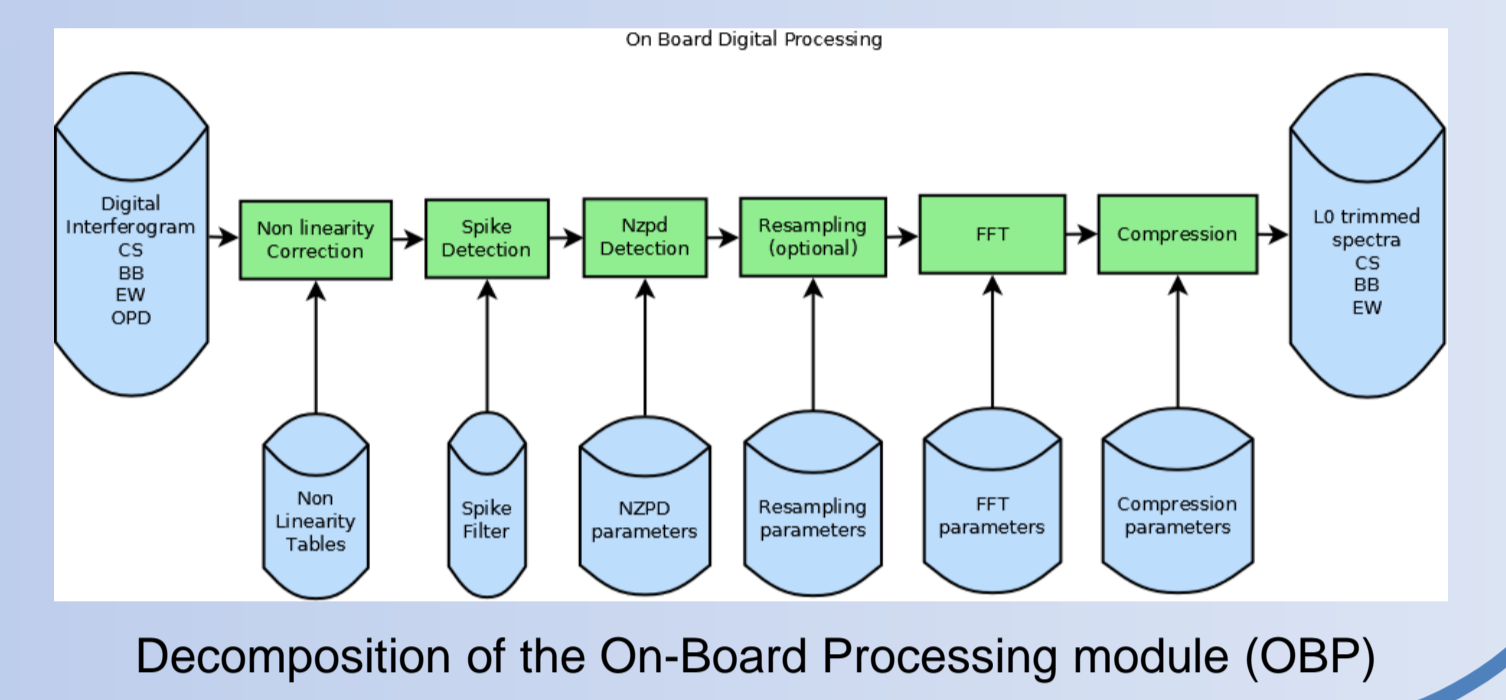 On Board Digital Processing
Digital
Interferogram
CS
BB
EW
OPD
Non linearity
Correction
Spike
Detection
Nzpd
Detection
Resampling
(optional)
FFT
Compression
L0 trimmed
spectra
CS
BB
EW
Non
Linearity
Tables
Spike
Filter
NZPD
parameters
Resampling
parameters
FFT
parameters
Compression
parameters
Decomposition of the On-Board Processing module (OBP)